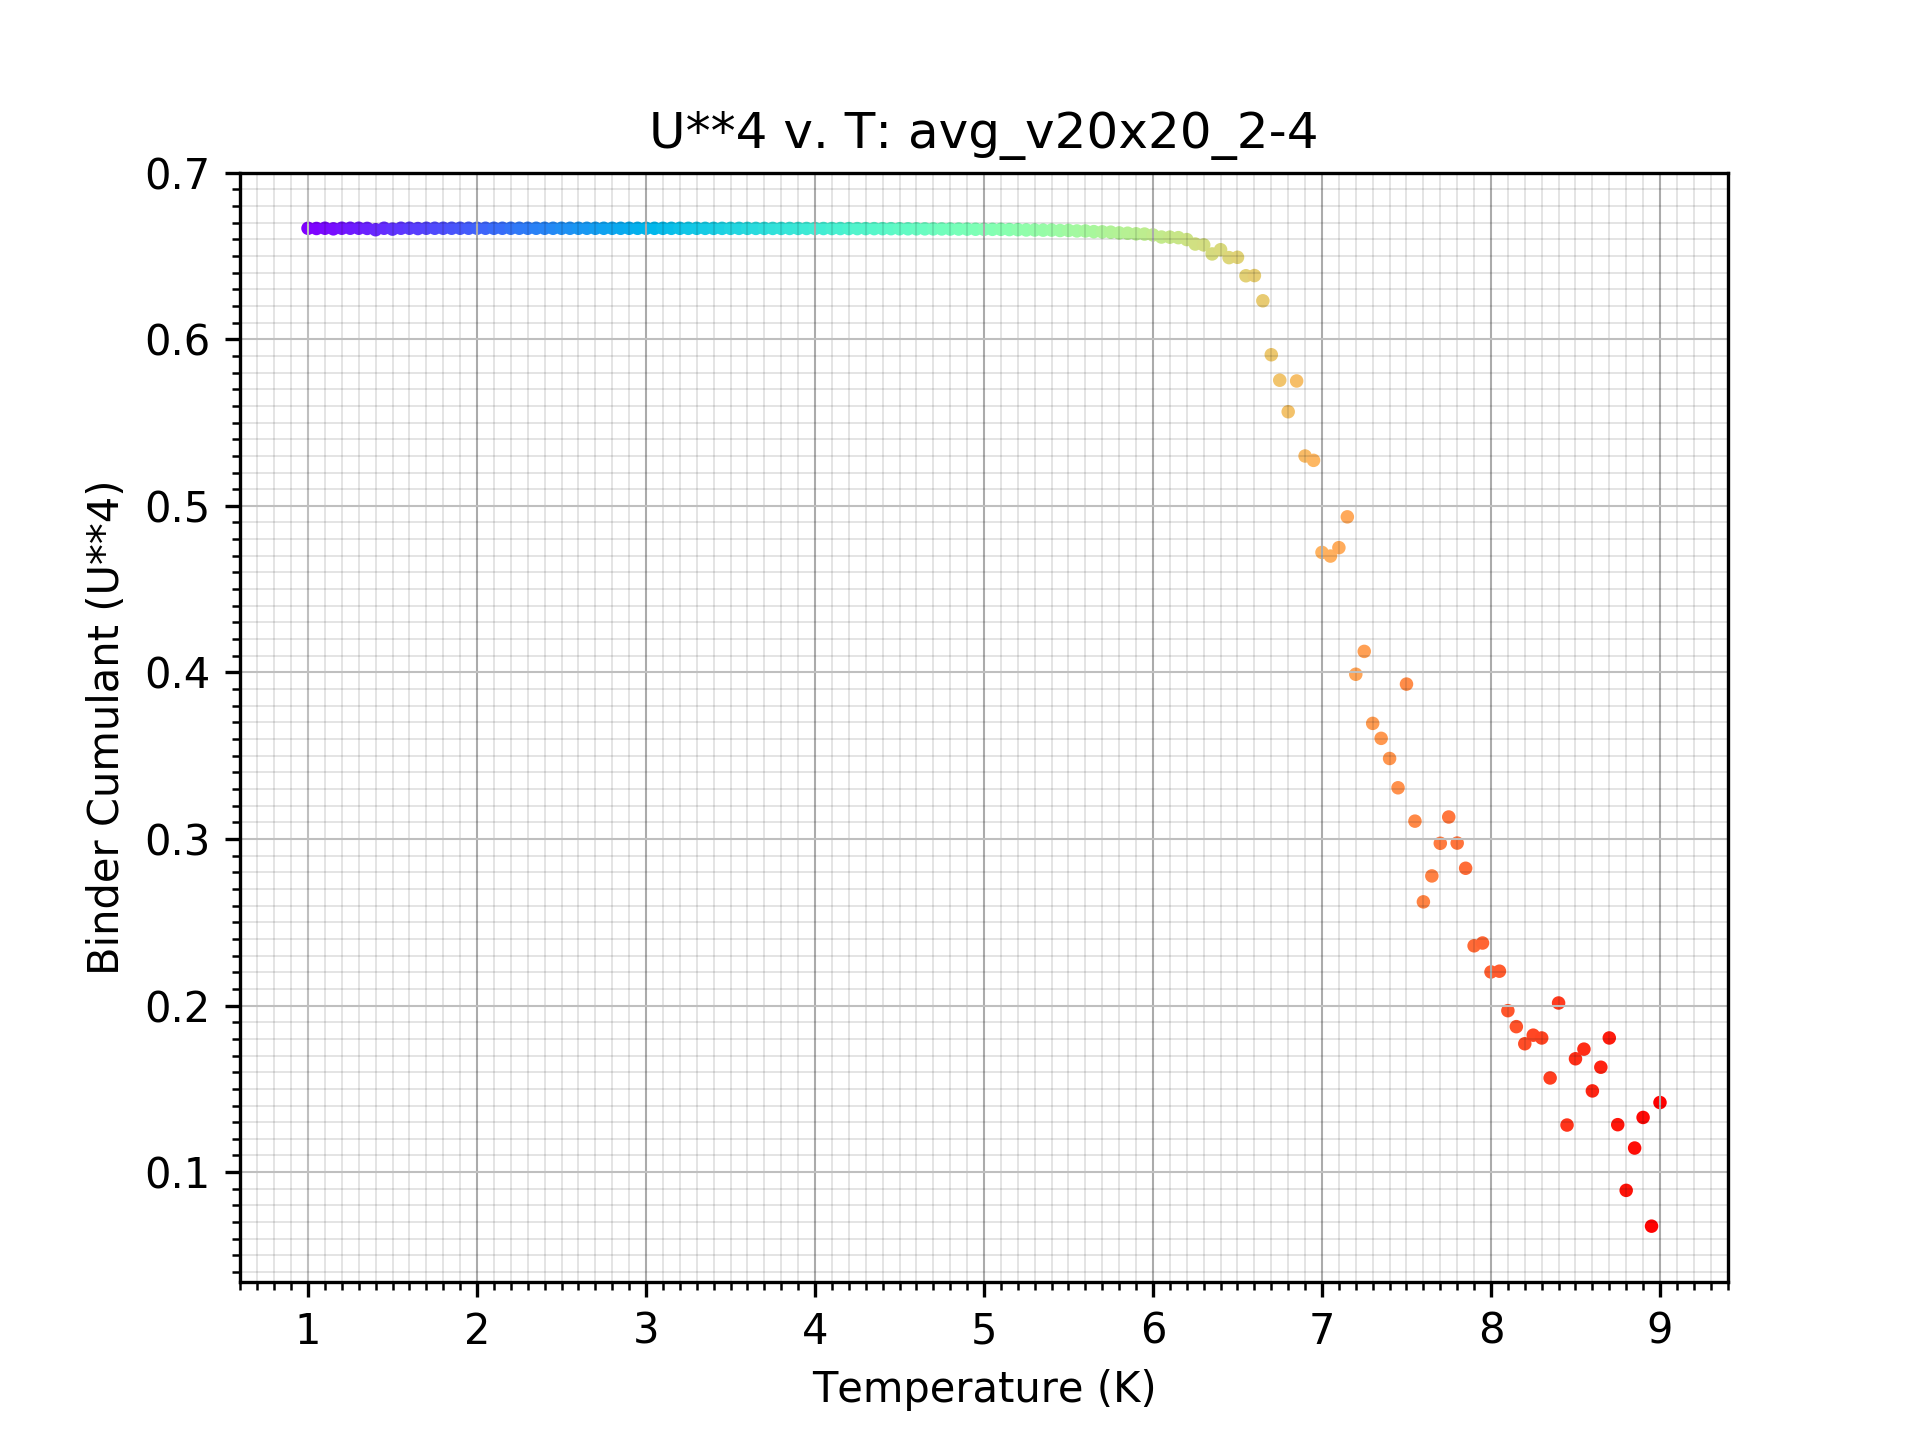 U**4 v. T: avg_v20x20_2-4
Binder Cumulant (U**4)
0.7
0.6
0.5
0.4
0.3
0.2
0.1
1 2 3 4 5 6 7 8 9
Temperature (K)